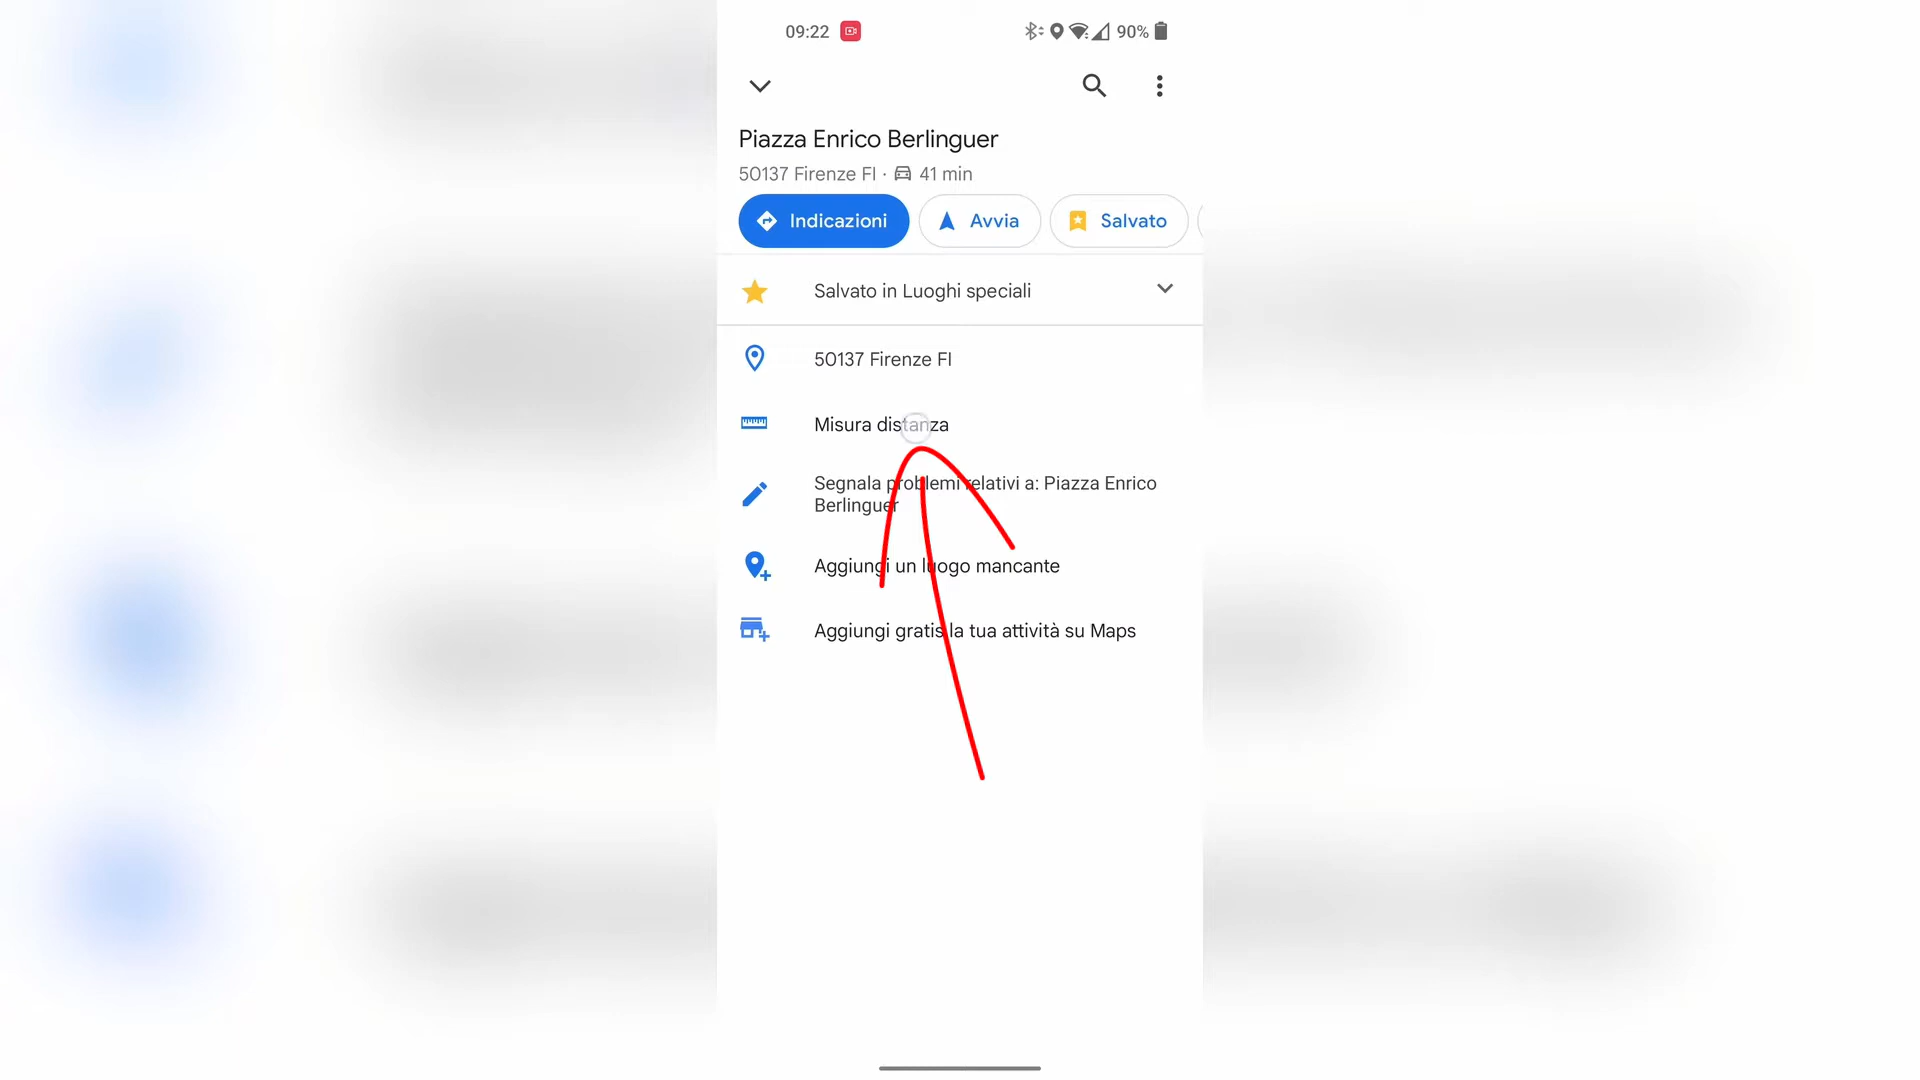 09:22
90%
Piazza Enrico Berlinguer
50137 Firenze FI · 41 min
Indicazioni
Avvia
Salvato
Salvato in Luoghi speciali
50137 Firenze FI
Misura distanza
Segnala problemi relativi a: Piazza Enrico
Berlinguer
Aggiungi un luogo mancante
Aggiungi gratis la tua attività su Maps